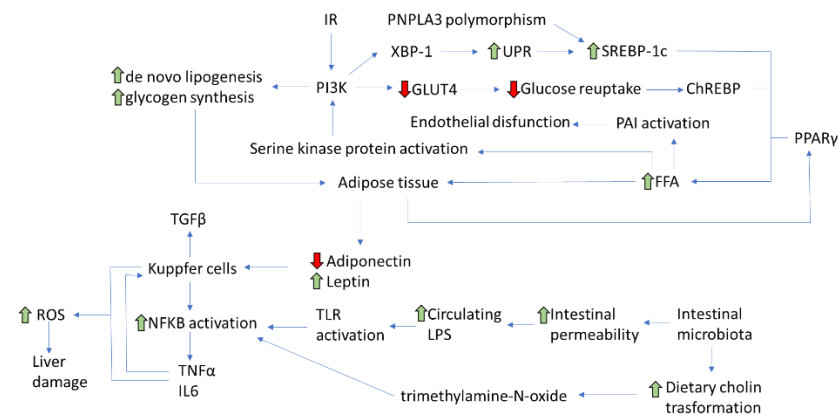 IR
PNPLA3 polymorphism
XBP-1
UPR
SREBP-1c
de novo lipogenesis
glycogen synthesis
PI3K
GLUT4
Glucose reuptake
ChREBP
Endothelial disfunction
PAI activation
PPARγ
Serine kinase protein activation
Adipose tissue
FFA
TGFβ
Kuppfer cells
Adiponectin
Leptin
ROS
NFKB activation
TLR
activation
Circulating
LPS
Intestinal
permeability
Intestinal
microbiota
Liver
damage
TNFα
IL6
trimethylamine-N-oxide
Dietary cholin
trasformation